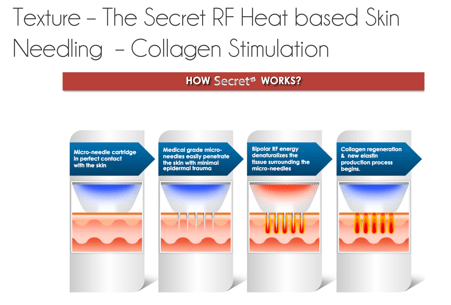 Texture – The Secret RF Heat based Skin
Needling – Collagen Stimulation
HOW Secret RF WORKS?
Micro-needle cartridge
in perfect contact
with the skin
Medical grade micro-
needles easily penetrate
the skin with minimal
epidermal trauma
Bipolar RF energy
denaturalizes the
tissue surrounding the
micro-needles
Collagen regeneration
& new elastin
production process
begins.